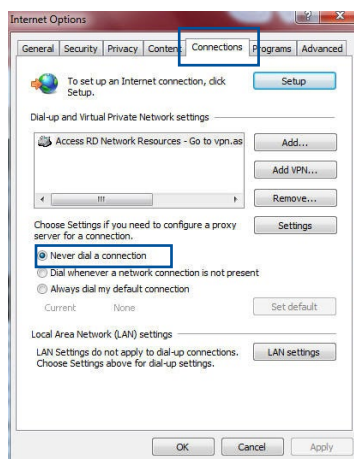 Internet Options
General Security Privacy Content Connections Programs Advanced
To set up an Internet connection, click
Setup.
Setup
Dial-up and Virtual Private Network settings
Access RD Network Resources - Go to vpn.as
Add...
Add VPN...
Remove...
Choose Settings if you need to configure a proxy
server for a connection.
Settings
Never dial a connection
Dial whenever a network connection is not present
Always dial my default connection
Current None
Set default
Local Area Network (LAN) settings
LAN Settings do not apply to dial-up connections.
Choose Settings above for dial-up settings.
LAN settings
OK Cancel Apply